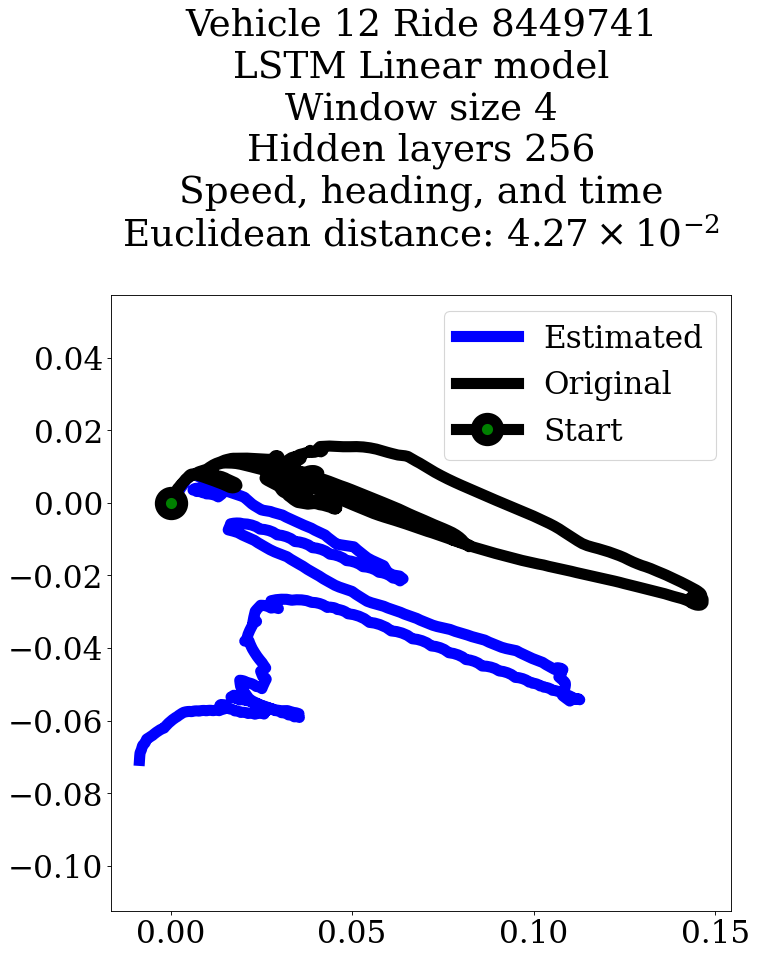 Vehicle 12 Ride 8449741
LSTM Linear model
Window size 4
Hidden layers 256
Speed, heading, and time
Euclidean distance: 4.27 × 10⁻²
Estimated
Original
Start
0.04
0.02
0.00
−0.02
−0.04
−0.06
−0.08
−0.10
0.00 0.05 0.10 0.15